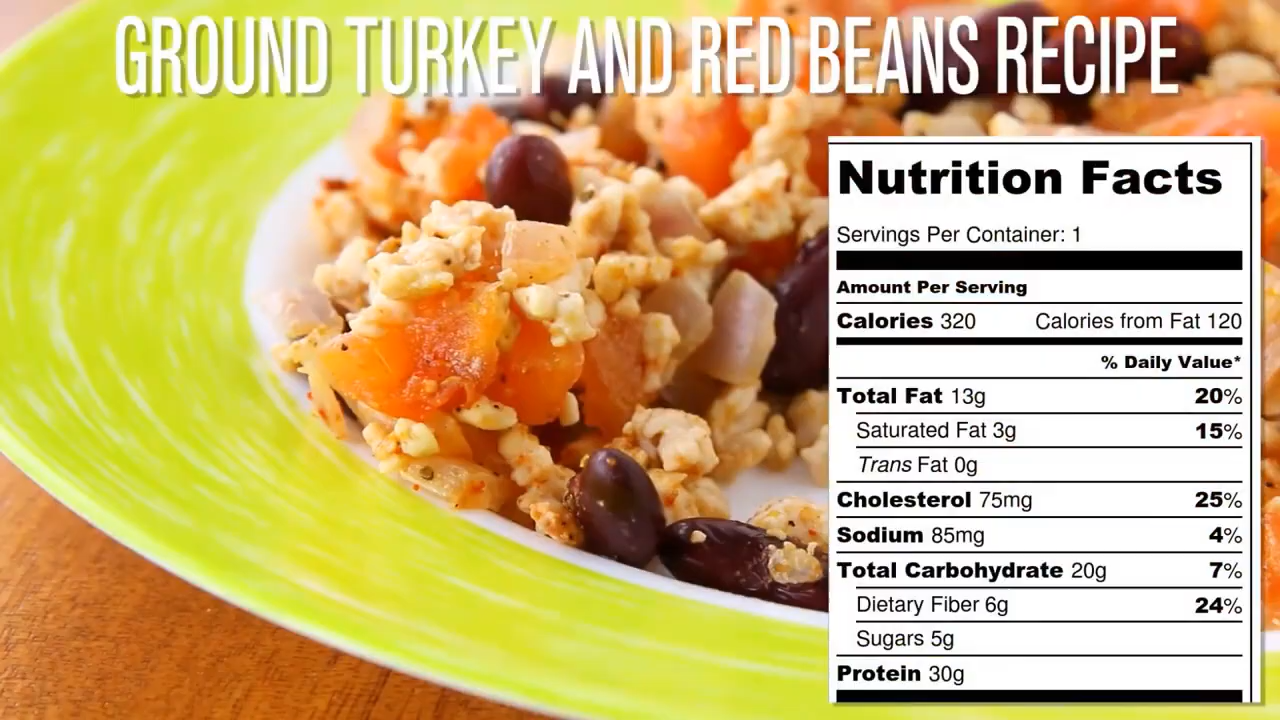 GROUND TURKEY AND RED BEANS RECIPE
Nutrition Facts
Servings Per Container: 1
Amount Per Serving
Calories 320 Calories from Fat 120
% Daily Value*
Total Fat 13g 20%
Saturated Fat 3g 15%
Trans Fat 0g
Cholesterol 75mg 25%
Sodium 85mg 4%
Total Carbohydrate 20g 7%
Dietary Fiber 6g 24%
Sugars 5g
Protein 30g